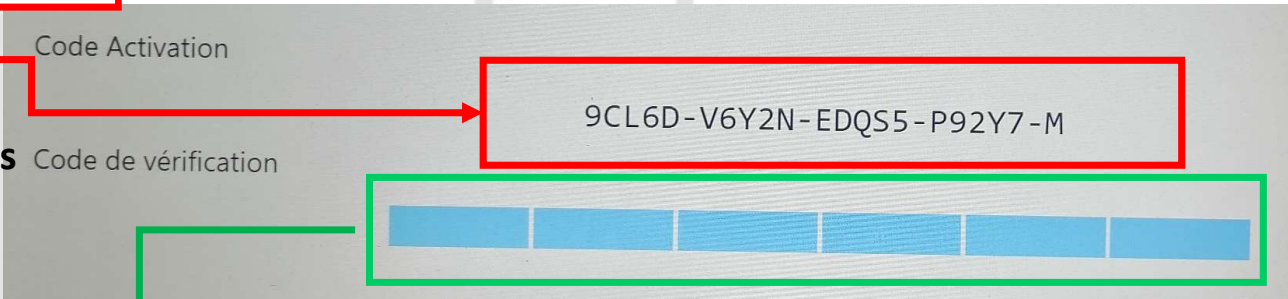 Code Activation
9CL6D-V6Y2N-EDQS5-P92Y7-M
s Code de vérification